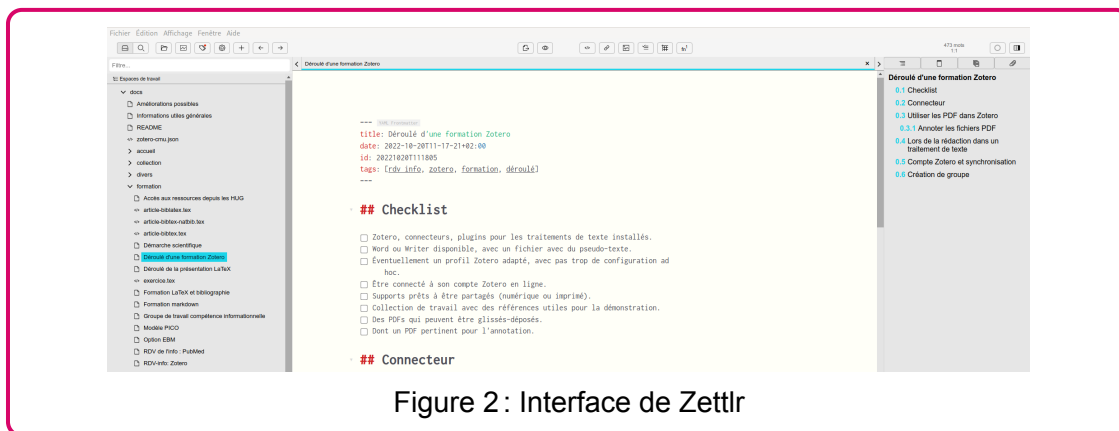 Fichier Édition Affichage Fenêtre Aide
473 mots
1:1
Filtre...
Espaces de travail
docs
Améliorations possibles
Informations utiles générales
README
zotero-cmu.json
accueil
collection
divers
formation
Accès aux ressources depuis les HUG
article-biblatex.tex
article-bibtex-natbib.tex
article-bibtex.tex
Démarche scientifique
Déroulé d'une formation Zotero
Déroulé de la présentation LaTeX
exercice.tex
Formation LaTeX et bibliographie
Formation markdown
Groupe de travail compétence informationnelle
Modèle PICO
Option EBM
RDV de l'info : PubMed
RDV-info: Zotero
Déroulé d'une formation Zotero
--- YAML Frontmatter
title: Déroulé d'une formation Zotero
date: 2022-10-20T11-17-21+02:00
id: 20221020T111805
tags: [rdv info, zotero, formation, déroulé]
---
## Checklist
Zotero, connecteurs, plugins pour les traitements de texte installés.
Word ou Writer disponible, avec un fichier avec du pseudo-texte.
Éventuellement un profil Zotero adapté, avec pas trop de configuration ad
hoc.
Être connecté à son compte Zotero en ligne.
Supports prêts à être partagés (numérique ou imprimé).
Collection de travail avec des références utiles pour la démonstration.
Des PDFs qui peuvent être glissés-déposés.
Dont un PDF pertinent pour l'annotation.
## Connecteur
Déroulé d'une formation Zotero
0.1 Checklist
0.2 Connecteur
0.3 Utiliser les PDF dans Zotero
0.3.1 Annoter les fichiers PDF
0.4 Lors de la rédaction dans un
traitement de texte
0.5 Compte Zotero et synchronisation
0.6 Création de groupe
Figure 2 : Interface de Zettlr